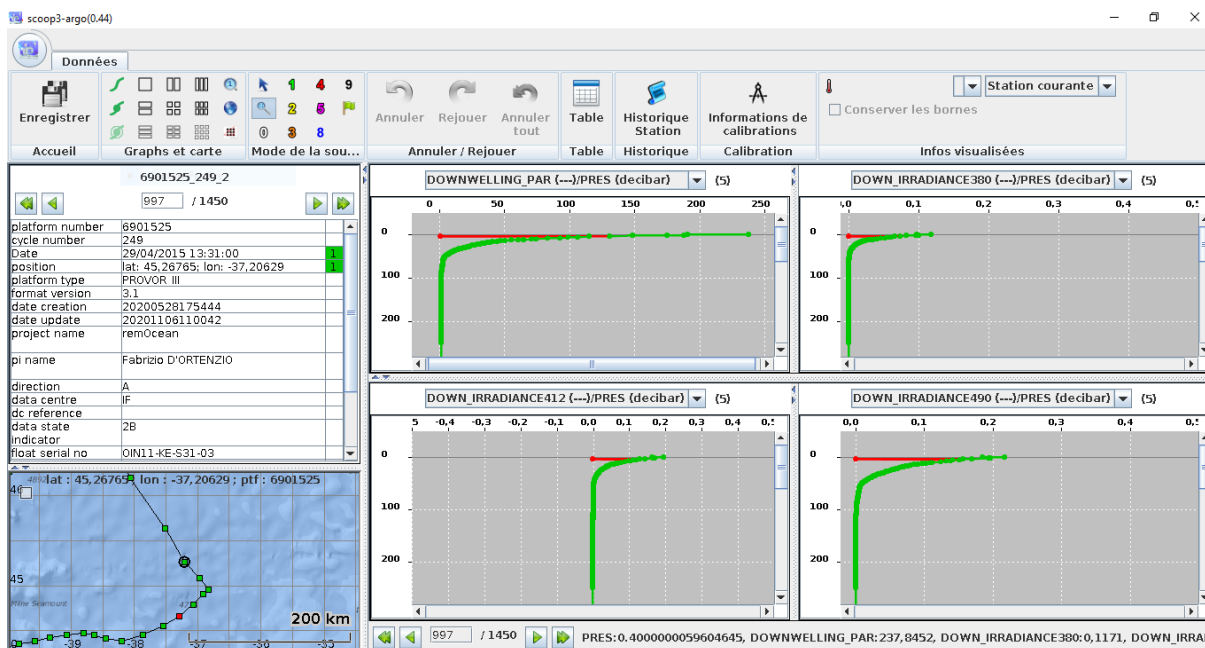 scoop3-argo(0.44)
Données
1 4 9
2 5
0 3 8
Enregistrer
Annuler Rejouer Annuler tout
Table
Historique Station
Informations de calibrations
Station courante
Conserver les bornes
Accueil Graphs et carte Mode de la sou... Annuler / Rejouer Table Historique Calibration Infos visualisées
6901525_249_2
997 / 1450
platform number 6901525
cycle number 249
Date 29/04/2015 13:31:00 1
position lat: 45,26765; lon: -37,20629 1
platform type PROVOR III
format version 3.1
date creation 20200528175444
date update 20201106110042
project name remOcean
pi name Fabrizio D'ORTENZIO
direction A
data centre IF
dc reference
data state indicator 2B
float serial no OIN11-KE-S31-03
lat : 45,26765 lon : -37,20629 ; ptf : 6901525
46
45
Milne Seamount
200 km
-39 -38 -37 -36 -35
DOWNWELLING_PAR {---}/PRES {decibar} {5}
0 50 100 150 200 250
0
100
200
DOWN_IRRADIANCE380 {---}/PRES {decibar} {5}
0,0 0,1 0,2 0,3 0,4
0
100
200
DOWN_IRRADIANCE412 {---}/PRES {decibar} {5}
-0,4 -0,3 -0,2 -0,1 0,0 0,1 0,2 0,3 0,4
0
100
200
DOWN_IRRADIANCE490 {---}/PRES {decibar} {5}
0,0 0,1 0,2 0,3 0,4
0
100
200
997 / 1450 PRES:0.4000000059604645, DOWNWELLING_PAR:237,8452, DOWN_IRRADIANCE380:0,1171, DOWN_IRRA